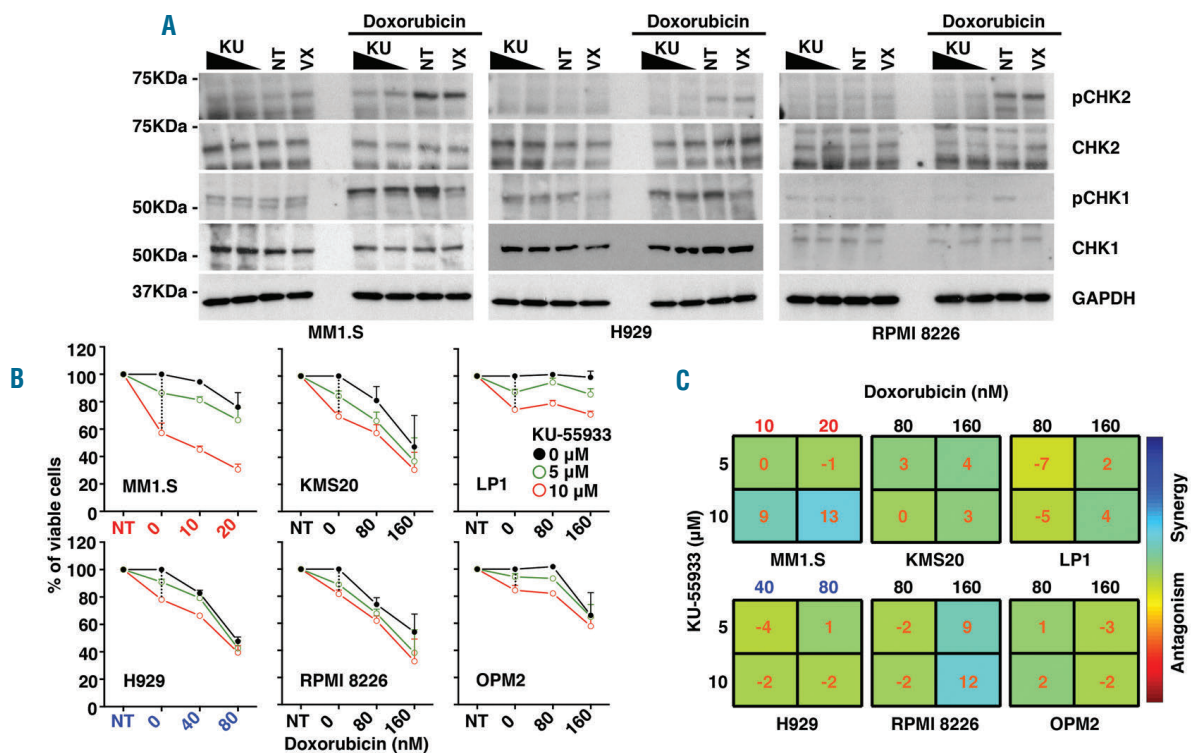 A
Doxorubicin
Doxorubicin
Doxorubicin
KU NT VX KU NT VX KU NT VX KU NT VX KU NT VX KU NT VX
75KDa -
pCHK2
75KDa
CHK2
pCHK1
50KDa -
CHK1
50KDa -
37KDa -
GAPDH
MM1.S H929 RPMI 8226
B
% of viable cells
120
100
80
60
40
20
0
MM1.S
NT 0 10 20
KMS20
NT 0 80 160
LP1
KU-55933
0 µM
5 µM
10 µM
NT 0 80 160
120
100
80
60
40
20
0
H929
NT 0 40 80
RPMI 8226
NT 0 80 160
OPM2
NT 0 80 160
Doxorubicin (nM)
C
Doxorubicin (nM)
KU-55933 (µM)
10 20 80 160 80 160
5 0 -1 3 4 -7 2
10 9 13 0 3 -5 4
MM1.S KMS20 LP1
40 80 80 160 80 160
5 -4 1 -2 9 1 -3
10 -2 -2 -2 12 2 -2
H929 RPMI 8226 OPM2
Synergy
Antagonism